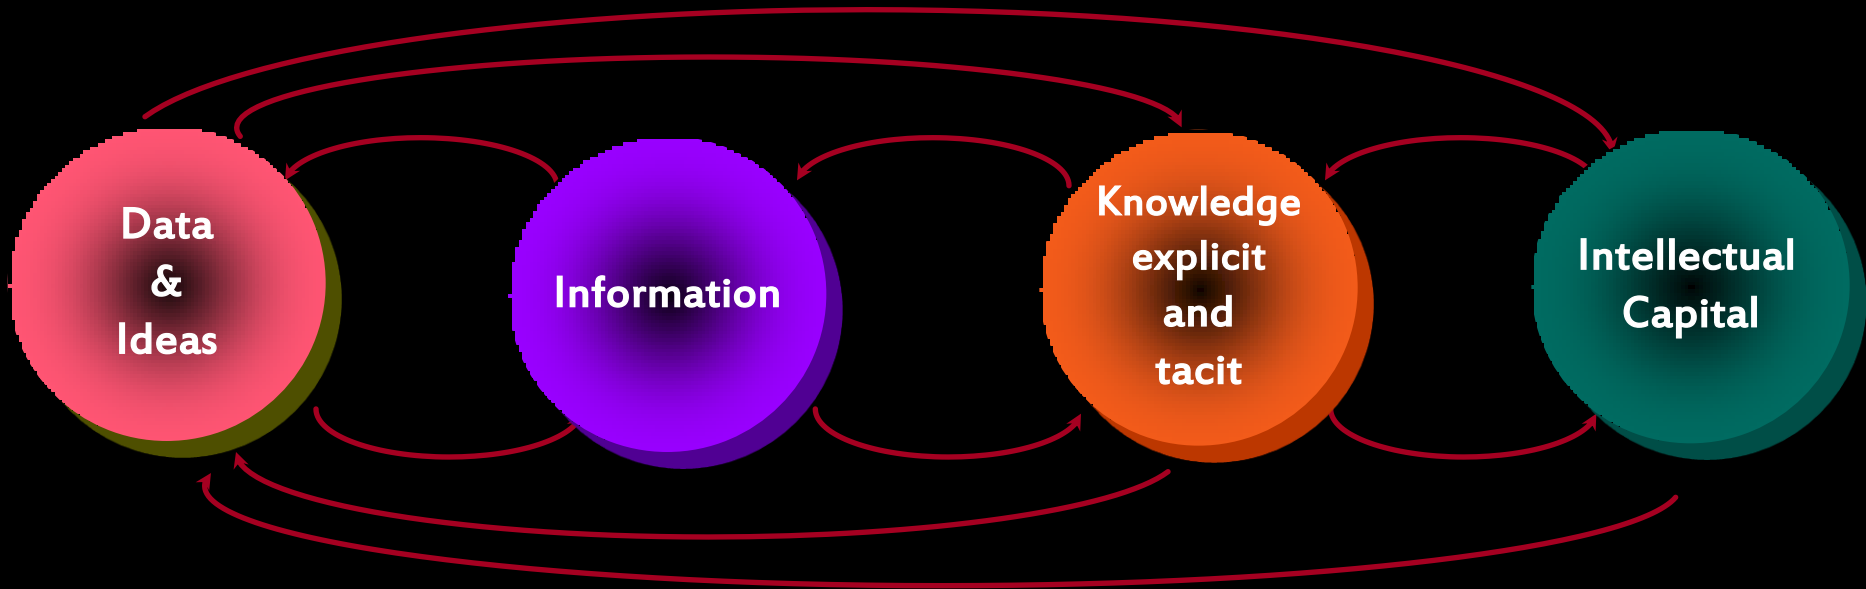 Data
&
Ideas
Information
Knowledge
explicit
and
tacit
Intellectual
Capital